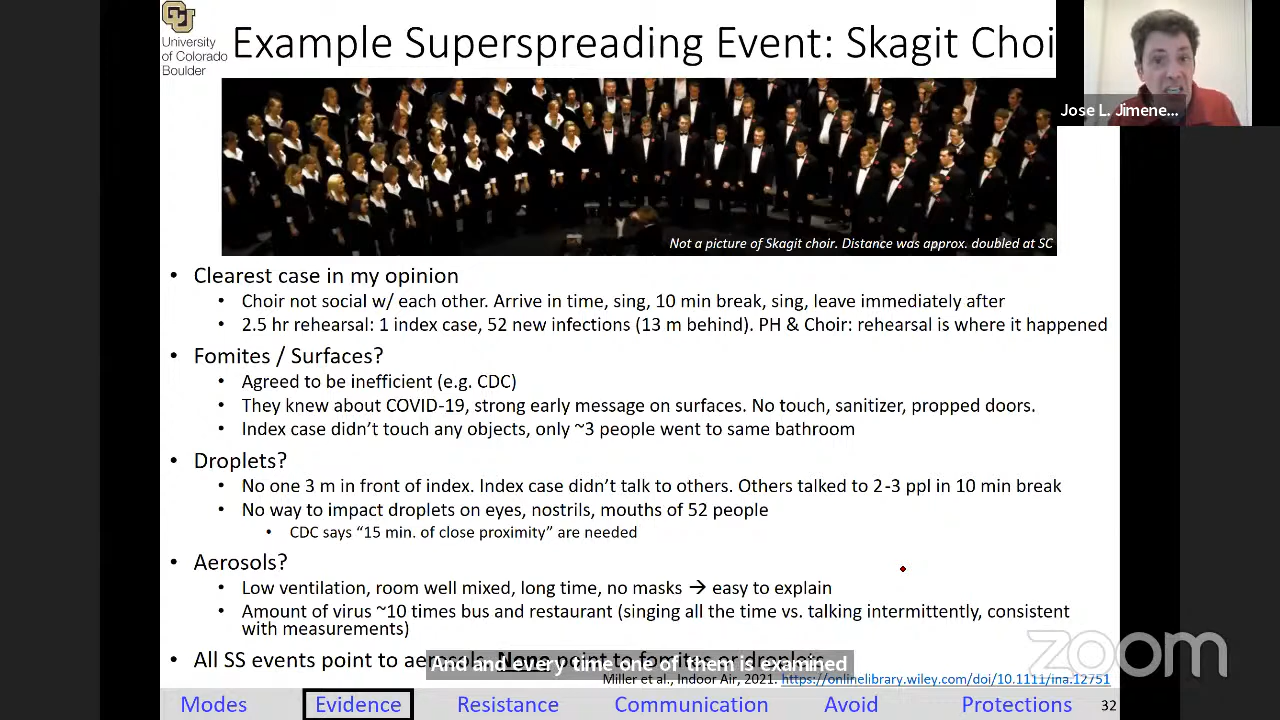 University
of Colorado
Boulder
Example Superspreading Event: Skagit Choi
Jose L. Jimene...
Not a picture of Skagit choir. Distance was approx. doubled at SC
• Clearest case in my opinion
• Choir not social w/ each other. Arrive in time, sing, 10 min break, sing, leave immediately after
• 2.5 hr rehearsal: 1 index case, 52 new infections (13 m behind). PH & Choir: rehearsal is where it happened
• Fomites / Surfaces?
• Agreed to be inefficient (e.g. CDC)
• They knew about COVID-19, strong early message on surfaces. No touch, sanitizer, propped doors.
• Index case didn't touch any objects, only ~3 people went to same bathroom
• Droplets?
• No one 3 m in front of index. Index case didn't talk to others. Others talked to 2-3 ppl in 10 min break
• No way to impact droplets on eyes, nostrils, mouths of 52 people
• CDC says "15 min. of close proximity" are needed
• Aerosols?
• Low ventilation, room well mixed, long time, no masks → easy to explain
• Amount of virus ~10 times bus and restaurant (singing all the time vs. talking intermittently, consistent
with measurements)
• All SS events point to
And and every time one of them is examined
Miller et al., Indoor Air, 2021. https://onlinelibrary.wiley.com/doi/10.1111/ina.12751
zoom
Modes Evidence Resistance Communication Avoid Protections 32